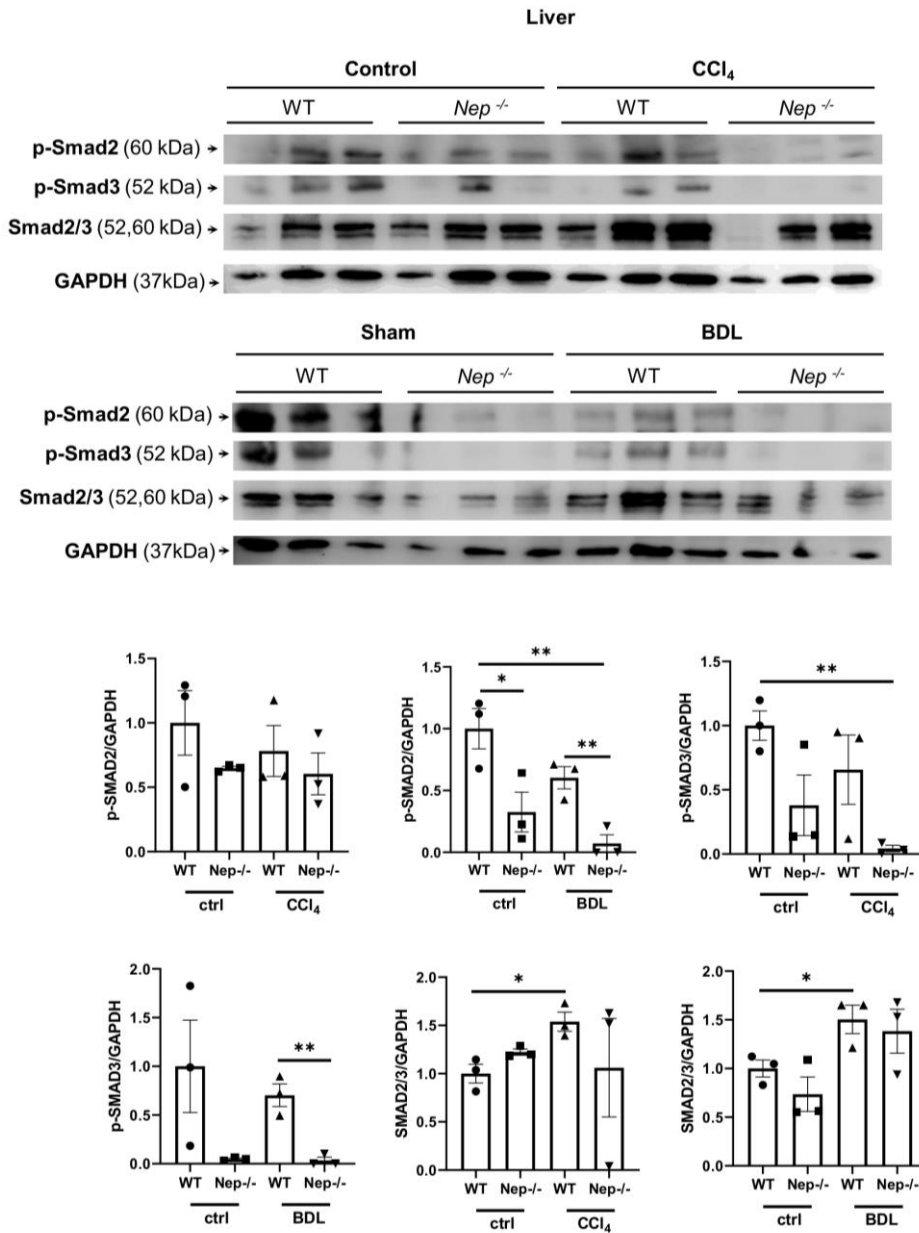 Liver
Control CCl₄
WT Nep -/- WT Nep -/-
p-Smad2 (60 kDa)
p-Smad3 (52 kDa)
Smad2/3 (52,60 kDa)
GAPDH (37kDa)
Sham BDL
WT Nep -/- WT Nep -/-
p-Smad2 (60 kDa)
p-Smad3 (52 kDa)
Smad2/3 (52,60 kDa)
GAPDH (37kDa)
p-SMAD2/GAPDH
1.5
1.0
0.5
0.0
WT Nep-/- WT Nep-/-
ctrl CCl₄
p-SMAD2/GAPDH
1.5
1.0
0.5
0.0
**
*
**
WT Nep-/- WT Nep-/-
ctrl BDL
p-SMAD3/GAPDH
1.5
1.0
0.5
0.0
**
WT Nep-/- WT Nep-/-
ctrl CCl₄
p-SMAD3/GAPDH
2.0
1.5
1.0
0.5
0.0
**
WT Nep-/- WT Nep-/-
ctrl BDL
SMAD2/3/GAPDH
2.0
1.5
1.0
0.5
0.0
*
WT Nep-/- WT Nep-/-
ctrl CCl₄
SMAD2/3/GAPDH
2.0
1.5
1.0
0.5
0.0
*
WT Nep-/- WT Nep-/-
ctrl BDL